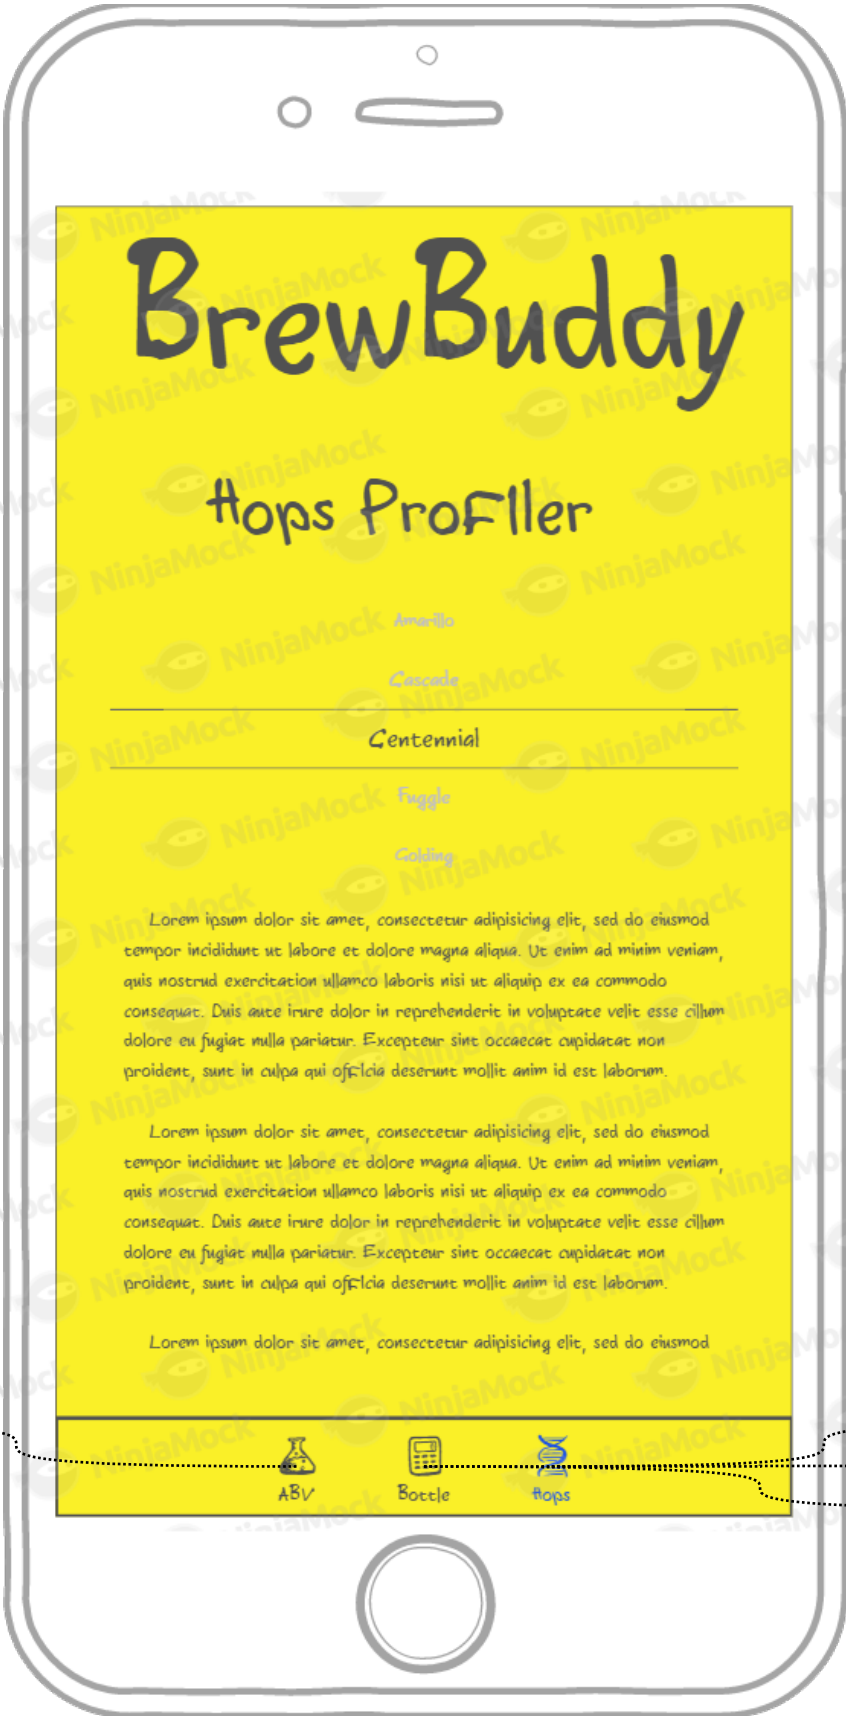 BrewBuddy
Hops Profiler
Amarillo
Cascade
Centennial
Fuggle
Golding
Lorem ipsum dolor sit amet, consectetur adipisicing elit, sed do eiusmod
tempor incididunt ut labore et dolore magna aliqua. Ut enim ad minim veniam,
quis nostrud exercitation ullamco laboris nisi ut aliquip ex ea commodo
consequat. Duis aute irure dolor in reprehenderit in voluptate velit esse cillum
dolore eu fugiat nulla pariatur. Excepteur sint occaecat cupidatat non
proident, sunt in culpa qui officia deserunt mollit anim id est laborum.
Lorem ipsum dolor sit amet, consectetur adipisicing elit, sed do eiusmod
tempor incididunt ut labore et dolore magna aliqua. Ut enim ad minim veniam,
quis nostrud exercitation ullamco laboris nisi ut aliquip ex ea commodo
consequat. Duis aute irure dolor in reprehenderit in voluptate velit esse cillum
dolore eu fugiat nulla pariatur. Excepteur sint occaecat cupidatat non
proident, sunt in culpa qui officia deserunt mollit anim id est laborum.
Lorem ipsum dolor sit amet, consectetur adipisicing elit, sed do eiusmod
ABV Bottle Hops
NinjaMock